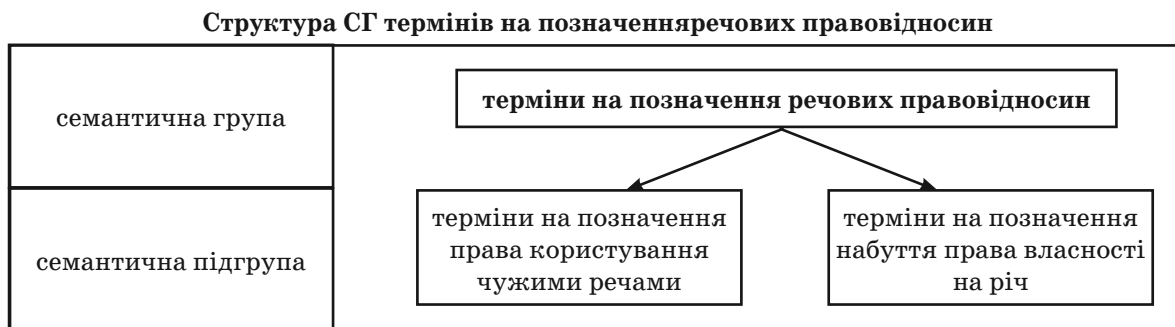 Структура СГ термінів на позначенняречових правовідносин
семантична група
терміни на позначення речових правовідносин
семантична підгрупа
терміни на позначення
права користування
чужими речами
терміни на позначення
набуття права власності
на річ